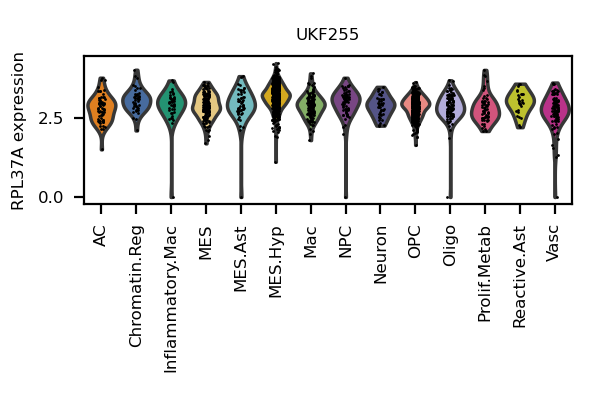 UKF255
RPL37A expression
2.5
0.0
AC
Chromatin.Reg
Inflammatory.Mac
MES
MES.Ast
MES.Hyp
Mac
NPC
Neuron
OPC
Oligo
Prolif.Metab
Reactive.Ast
Vasc